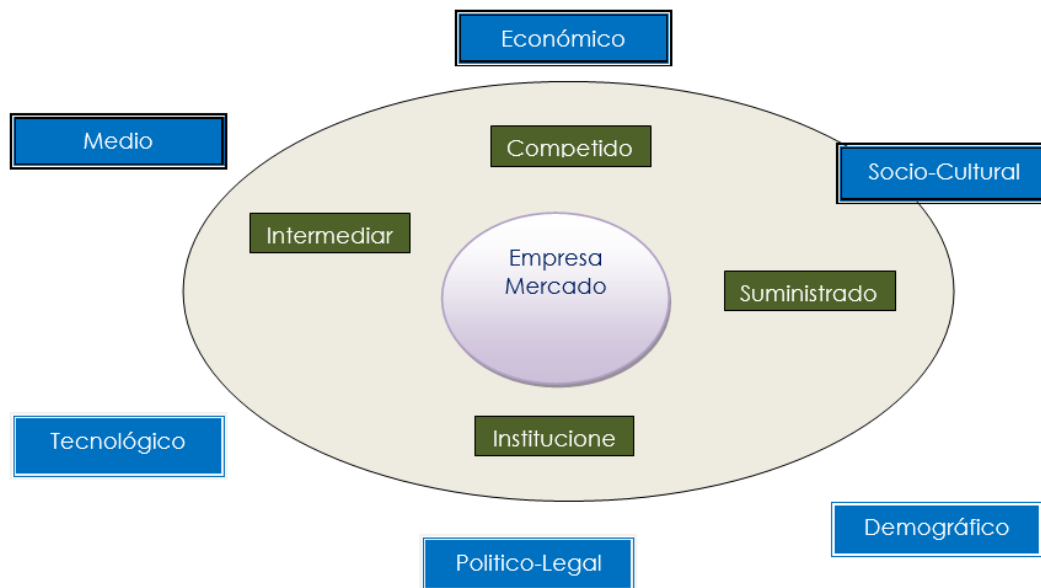 Económico
Medio
Competido
Socio-Cultural
Intermediar
Empresa
Mercado
Suministrado
Tecnológico
Institucione
Demográfico
Politico-Legal